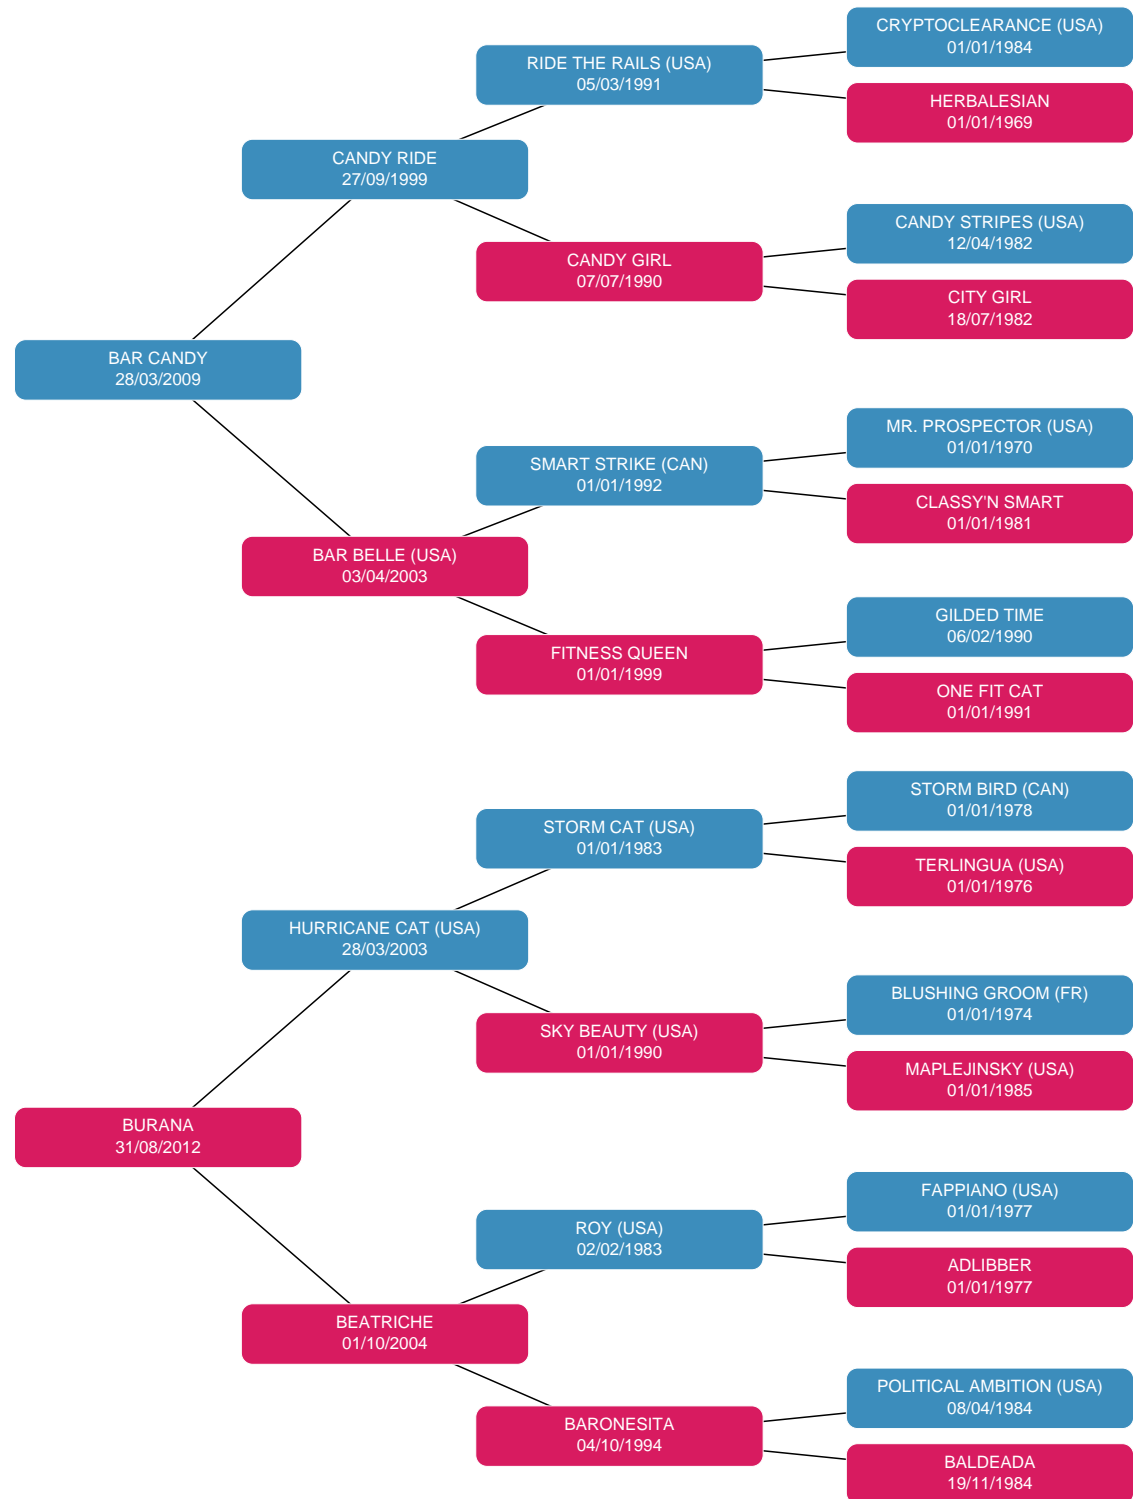 CRYPTOCLEARANCE (USA)
01/01/1984
RIDE THE RAILS (USA)
05/03/1991
HERBALESIAN
01/01/1969
CANDY RIDE
27/09/1999
CANDY STRIPES (USA)
12/04/1982
CANDY GIRL
07/07/1990
CITY GIRL
18/07/1982
BAR CANDY
28/03/2009
MR. PROSPECTOR (USA)
01/01/1970
SMART STRIKE (CAN)
01/01/1992
CLASSY'N SMART
01/01/1981
BAR BELLE (USA)
03/04/2003
GILDED TIME
06/02/1990
FITNESS QUEEN
01/01/1999
ONE FIT CAT
01/01/1991
STORM BIRD (CAN)
01/01/1978
STORM CAT (USA)
01/01/1983
TERLINGUA (USA)
01/01/1976
HURRICANE CAT (USA)
28/03/2003
BLUSHING GROOM (FR)
01/01/1974
SKY BEAUTY (USA)
01/01/1990
MAPLEJINSKY (USA)
01/01/1985
BURANA
31/08/2012
FAPPIANO (USA)
01/01/1977
ROY (USA)
02/02/1983
ADLIBBER
01/01/1977
BEATRICHE
01/10/2004
POLITICAL AMBITION (USA)
08/04/1984
BARONESITA
04/10/1994
BALDEADA
19/11/1984